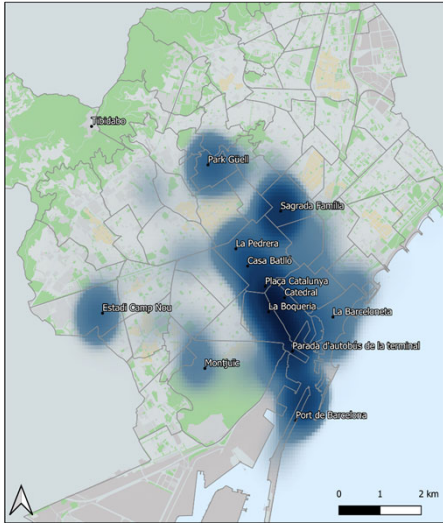 Tibidabo
Park Güell
Sagrada Família
La Pedrera
Casa Batlló
Plaça Catalunya
Catedral
La Boqueria
La Barceloneta
Estadi Camp Nou
Parada d'autobús de la terminal
Montjuïc
Port de Barcelona
0 1 2 km